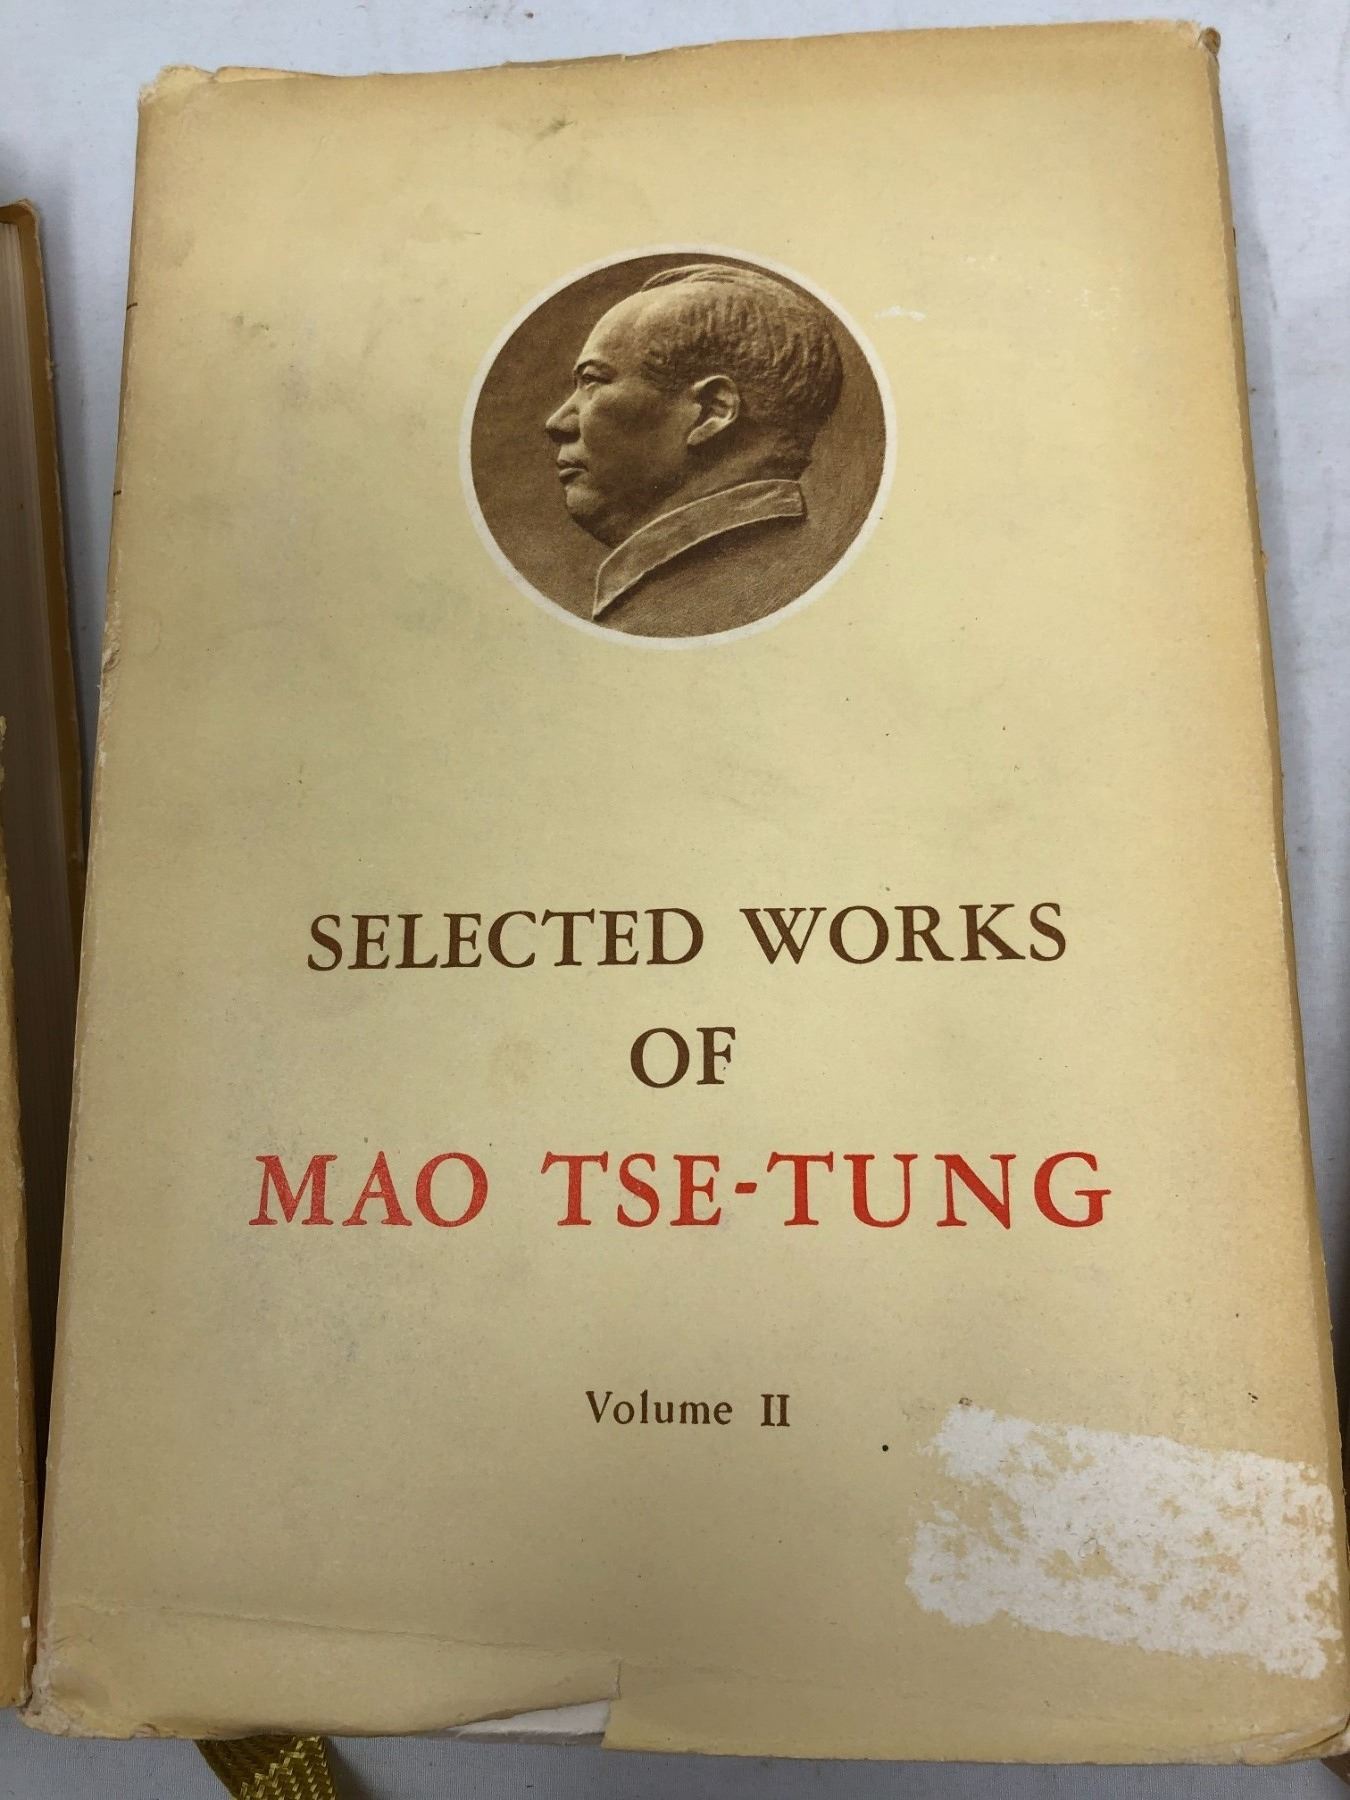 SELECTED WORKS
OF
MAO TSE-TUNG
Volume II